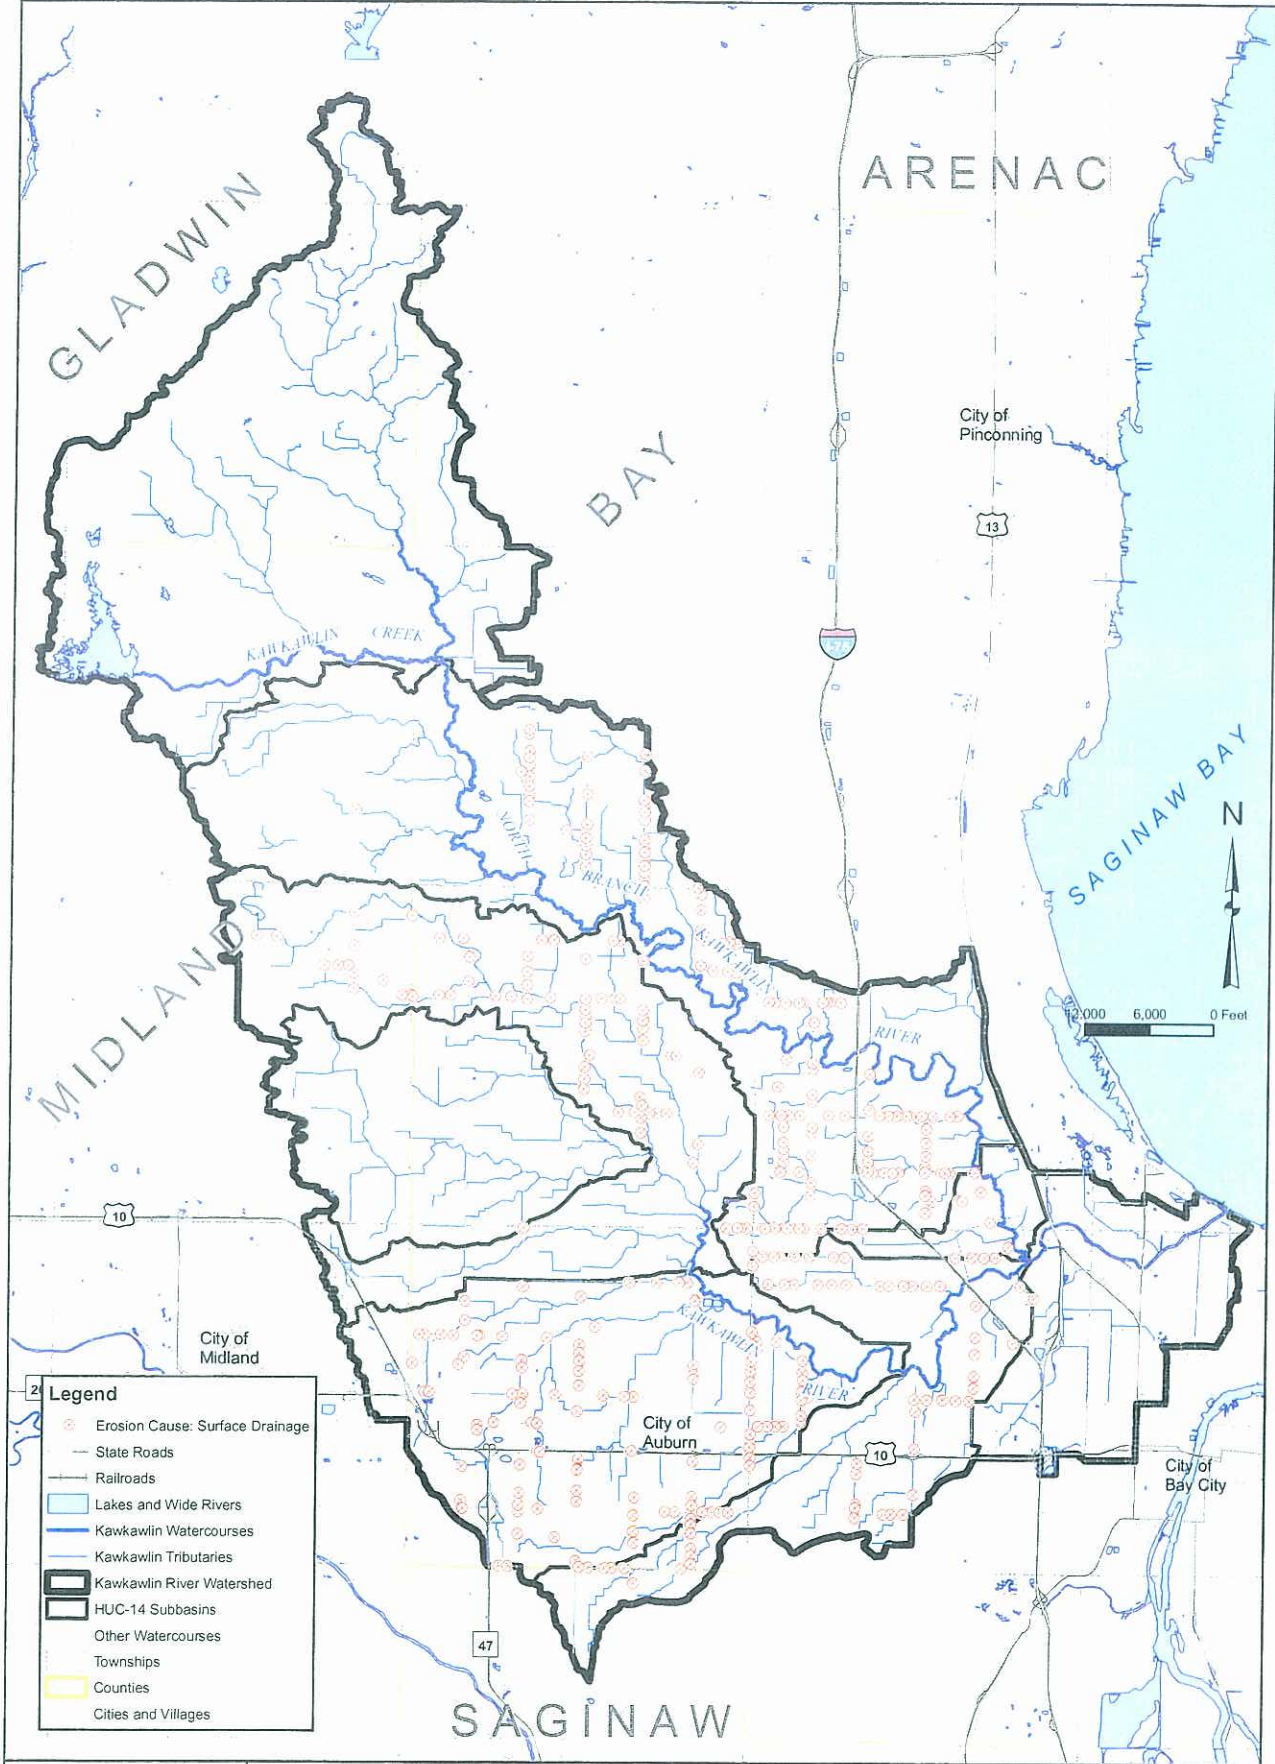 ARENAC
GLADWIN
BAY
City of
Pinconning
13
I-575
KAWKAWLIN CREEK
SAGINAW BAY
N
NORTH BRANCH KAWKAWLIN RIVER
12,000 6,000 0 Feet
MIDLAND
10
City of
Midland
20
KAWKAWLIN RIVER
City of
Auburn
10
City of
Bay City
47
SAGINAW
Legend
Erosion Cause: Surface Drainage
State Roads
Railroads
Lakes and Wide Rivers
Kawkawlin Watercourses
Kawkawlin Tributaries
Kawkawlin River Watershed
HUC-14 Subbasins
Other Watercourses
Townships
Counties
Cities and Villages